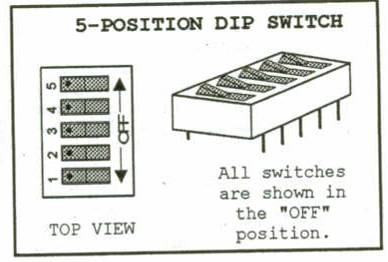 5-POSITION DIP SWITCH
5
4
3
2
1
OFF
TOP VIEW
All switches
are shown in
the "OFF"
position.